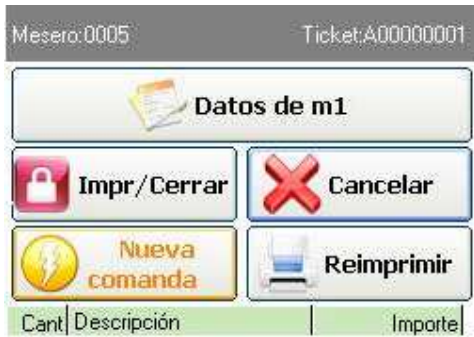 Mesero:0005 Ticket:A00000001
Datos de m1
Impr/Cerrar Cancelar
Nueva
comanda
Reimprimir
Cant Descripción Importe